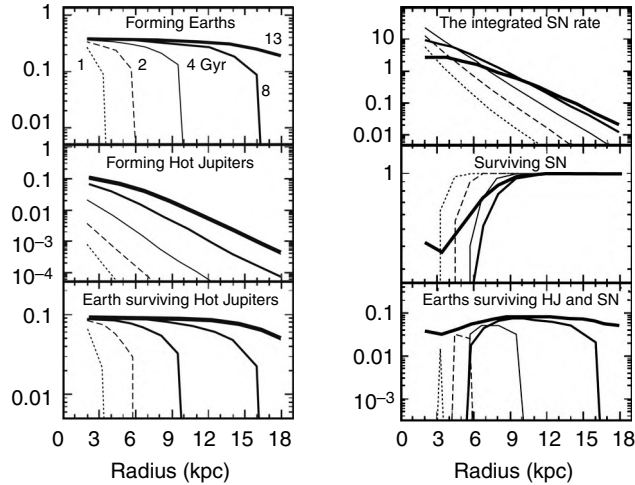 Forming Earths
13
1
2
4 Gyr
8
1
0.1
0.01
Forming Hot Jupiters
0.1
0.01
10−3
10−4
Earth surviving Hot Jupiters
0.1
0.01
0 3 6 9 12 15 18
Radius (kpc)
The integrated SN rate
10
1
0.1
0.01
Surviving SN
1
Earths surviving HJ and SN
0.1
0.01
10−3
0 3 6 9 12 15 18
Radius (kpc)